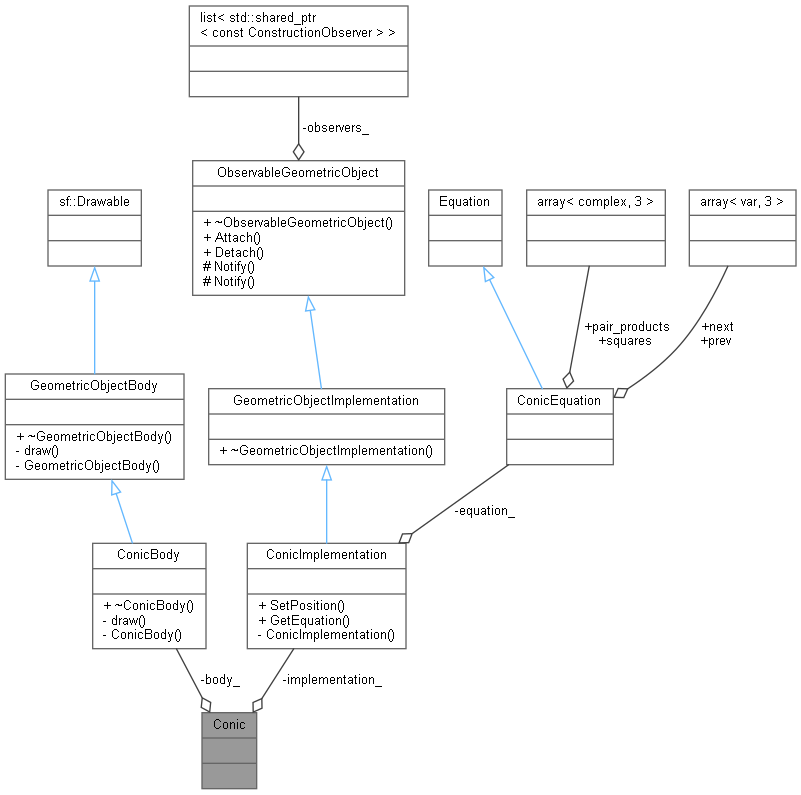 list< std::shared_ptr
< const ConstructionObserver > >
-observers_
ObservableGeometricObject
+ ~ObservableGeometricObject()
+ Attach()
+ Detach()
# Notify()
# Notify()
sf::Drawable
Equation
array< complex, 3 >
array< var, 3 >
+pair_products
+squares
+next
+prev
GeometricObjectBody
+ ~GeometricObjectBody()
- draw()
- GeometricObjectBody()
GeometricObjectImplementation
+ ~GeometricObjectImplementation()
ConicEquation
-equation_
ConicBody
+ ~ConicBody()
- draw()
- ConicBody()
ConicImplementation
+ SetPosition()
+ GetEquation()
- ConicImplementation()
-body_
-implementation_
Conic